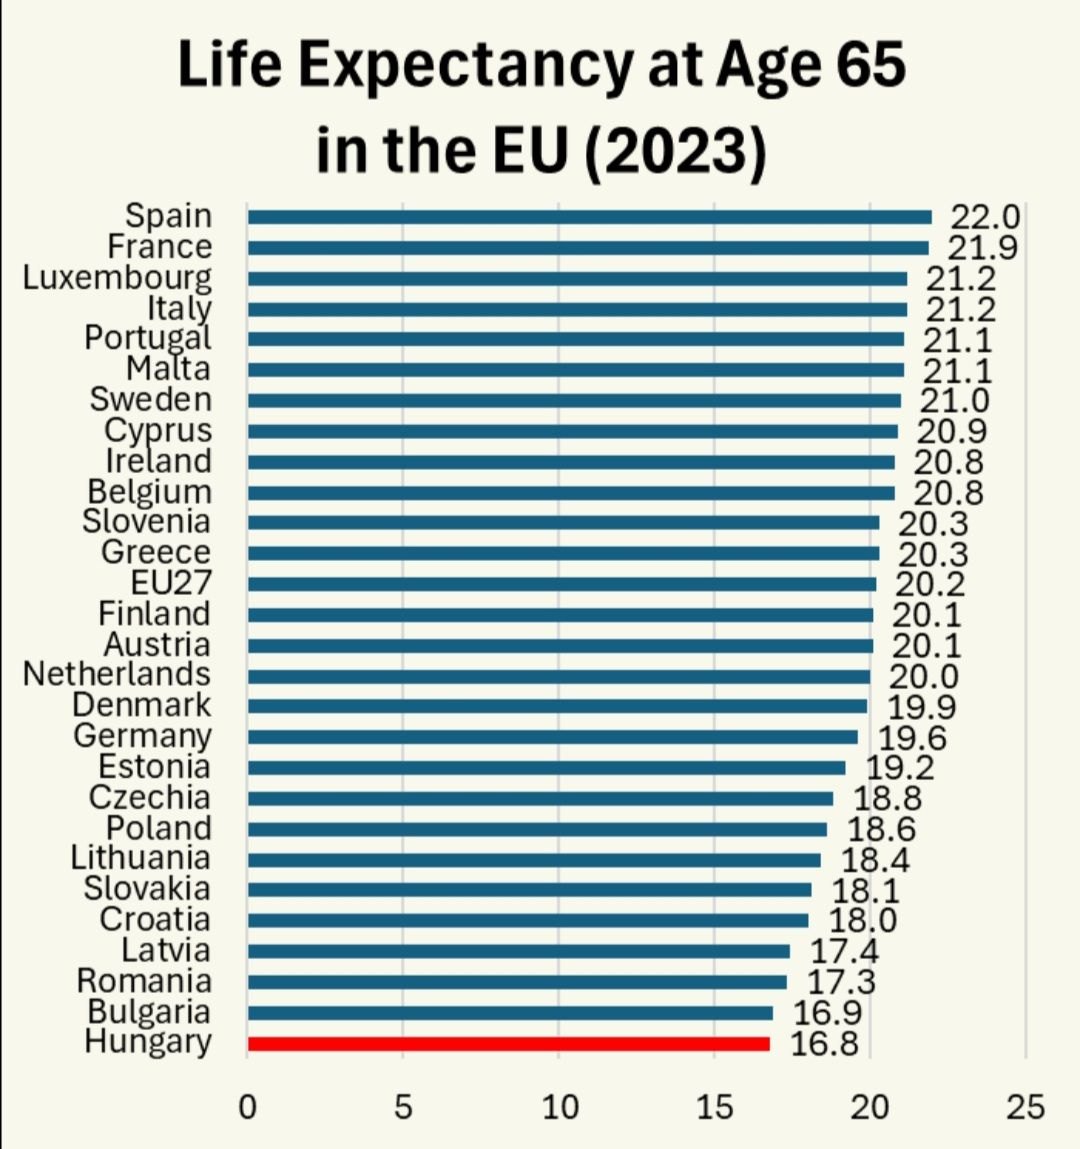 Life Expectancy at Age 65
in the EU (2023)
Spain 22.0
France 21.9
Luxembourg 21.2
Italy 21.2
Portugal 21.1
Malta 21.1
Sweden 21.0
Cyprus 20.9
Ireland 20.8
Belgium 20.8
Slovenia 20.3
Greece 20.3
EU27 20.2
Finland 20.1
Austria 20.1
Netherlands 20.0
Denmark 19.9
Germany 19.6
Estonia 19.2
Czechia 18.8
Poland 18.6
Lithuania 18.4
Slovakia 18.1
Croatia 18.0
Latvia 17.4
Romania 17.3
Bulgaria 16.9
Hungary 16.8
0 5 10 15 20 25